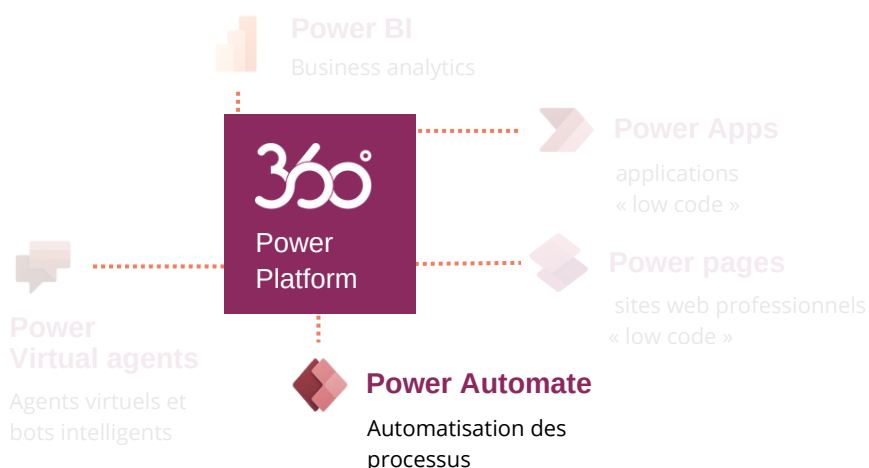 Power BI
Business analytics
360°
Power
Platform
Power Apps
applications
« low code »
Power pages
sites web professionnels
« low code »
Power
Virtual agents
Agents virtuels et
bots intelligents
Power Automate
Automatisation des
processus